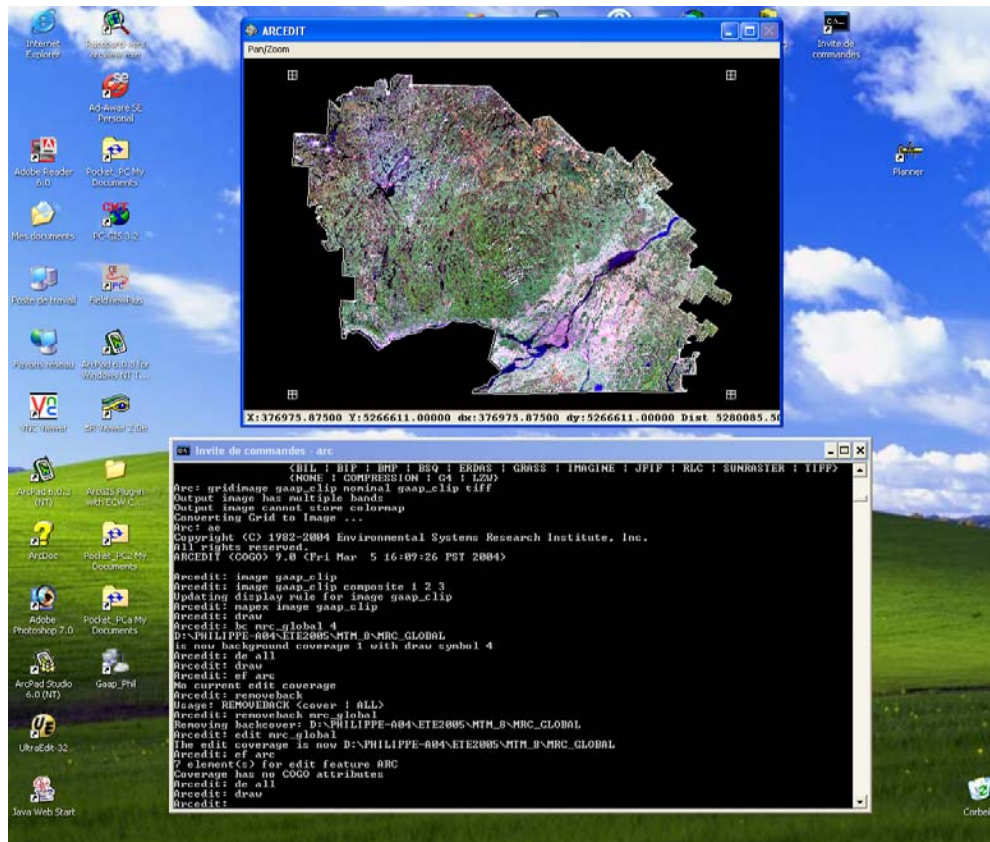 Internet
Explorer
Raccourci vers
Ad-Aware SE
Personal
Adobe Reader
6.0
Pocket_PC My
Documents
Mes documents
PC-GIS 3.2
Poste de travail
FieldviewPlus
Favoris réseau
ArcPad 6.0.3 for
Windows NT
VNC Viewer
ER Viewer 2.0b
ArcPad 6.0.3
(NT)
ArcGIS Plug-in
with ECW C...
ArcDoc
Pocket_PC2 My
Documents
Adobe
Photoshop 7.0
Pocket_PCa My
Documents
ArcPad Studio
6.0 (NT)
Gaap_Phil
UltraEdit-32
Java Web Start
Invite de
commandes
Planner
Corbei
ARCEDIT
Pan/Zoom
X:376975.87500 Y:5266611.00000 dx:376975.87500 dy:5266611.00000 Dist 5280085.50
Invite de commandes - arc
<BIL | BIP | BMP | BSQ | ERDAS | GRASS | IMAGINE | JFIF | RLC | SUNRASTER | TIFF>
<NONE | COMPRESSION | G4 | LZW>
Arc: gridimage gaap_clip nominal gaap_clip tiff
Output image has multiple bands
Output image cannot store colormap
Converting Grid to Image ...
Arc: ae
Copyright (C) 1982-2004 Environmental Systems Research Institute, Inc.
All rights reserved.
ARCEDIT (COGO) 9.0 (Fri Mar  5 16:09:26 PST 2004)
Arcedit: image gaap_clip
Arcedit: image gaap_clip composite 1 2 3
Updating display rule for image gaap_clip
Arcedit: mapex image gaap_clip
Arcedit: draw
Arcedit: bc mrc_global 4
D:\PHILIPPE-A04\ETE2005\MTM_8\MRC_GLOBAL
is now background coverage 1 with draw symbol 4
Arcedit: de all
Arcedit: draw
Arcedit: ef arc
No current edit coverage
Arcedit: removeback
Usage: REMOVEBACK <cover | ALL>
Arcedit: removeback mrc_global
Removing backcover: D:\PHILIPPE-A04\ETE2005\MTM_8\MRC_GLOBAL
Arcedit: edit mrc_global
The edit coverage is now D:\PHILIPPE-A04\ETE2005\MTM_8\MRC_GLOBAL
Arcedit: ef arc
7 element(s) for edit feature ARC
Coverage has no COGO attributes
Arcedit: de all
Arcedit: draw
Arcedit: